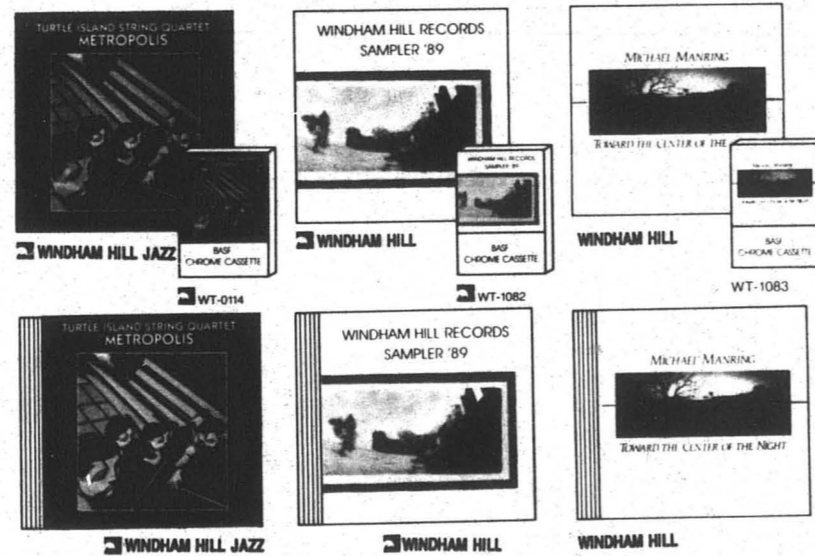 TURTLE ISLAND STRING QUARTET
METROPOLIS
WINDHAM HILL JAZZ
BASF
CHROME CASSETTE
WT-0114
WINDHAM HILL RECORDS
SAMPLER '89
WINDHAM HILL RECORDS
SAMPLER '89
WINDHAM HILL
BASF
CHROME CASSETTE
WT-1082
MICHAEL MANRING
TOWARD THE CENTER OF THE
MICHAEL MANRING
WINDHAM HILL
BASF
CHROME CASSETTE
WT-1083
TURTLE ISLAND STRING QUARTET
METROPOLIS
WINDHAM HILL JAZZ
WINDHAM HILL RECORDS
SAMPLER '89
WINDHAM HILL
MICHAEL MANRING
TOWARD THE CENTER OF THE NIGHT
WINDHAM HILL